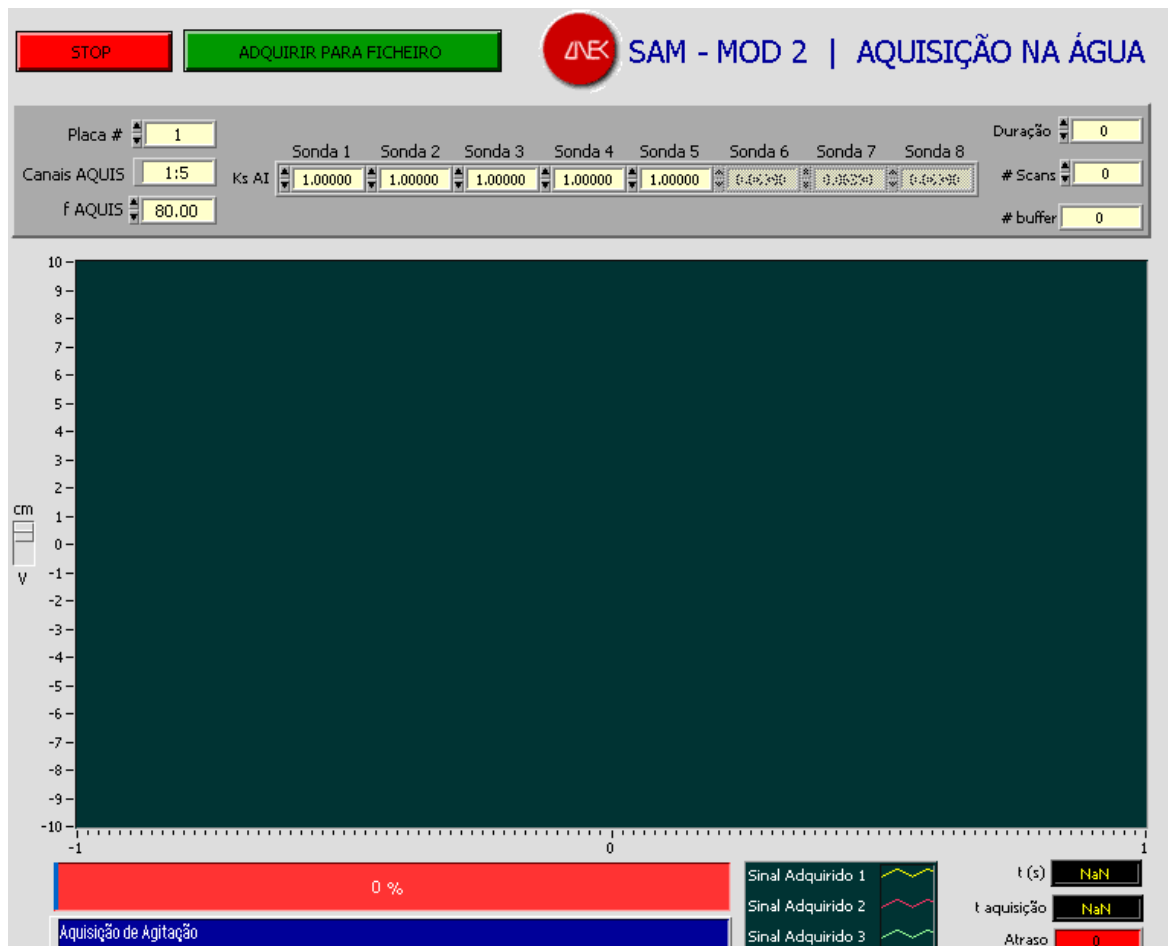 STOP
ADQUIRIR PARA FICHEIRO
LNEC
SAM - MOD 2 | AQUISIÇÃO NA ÁGUA
Placa # 1
Canais AQUIS 1:5
f AQUIS 80.00
Sonda 1 Sonda 2 Sonda 3 Sonda 4 Sonda 5 Sonda 6 Sonda 7 Sonda 8
Ks AI 1.00000 1.00000 1.00000 1.00000 1.00000
Duração 0
# Scans 0
# buffer 0
10
9
8
7
6
5
4
3
2
1
0
-1
-2
-3
-4
-5
-6
-7
-8
-9
-10
cm
V
-1 0 1
0 %
Aquisição de Agitação
Sinal Adquirido 1
Sinal Adquirido 2
Sinal Adquirido 3
t (s) NaN
t aquisição NaN
Atraso 0